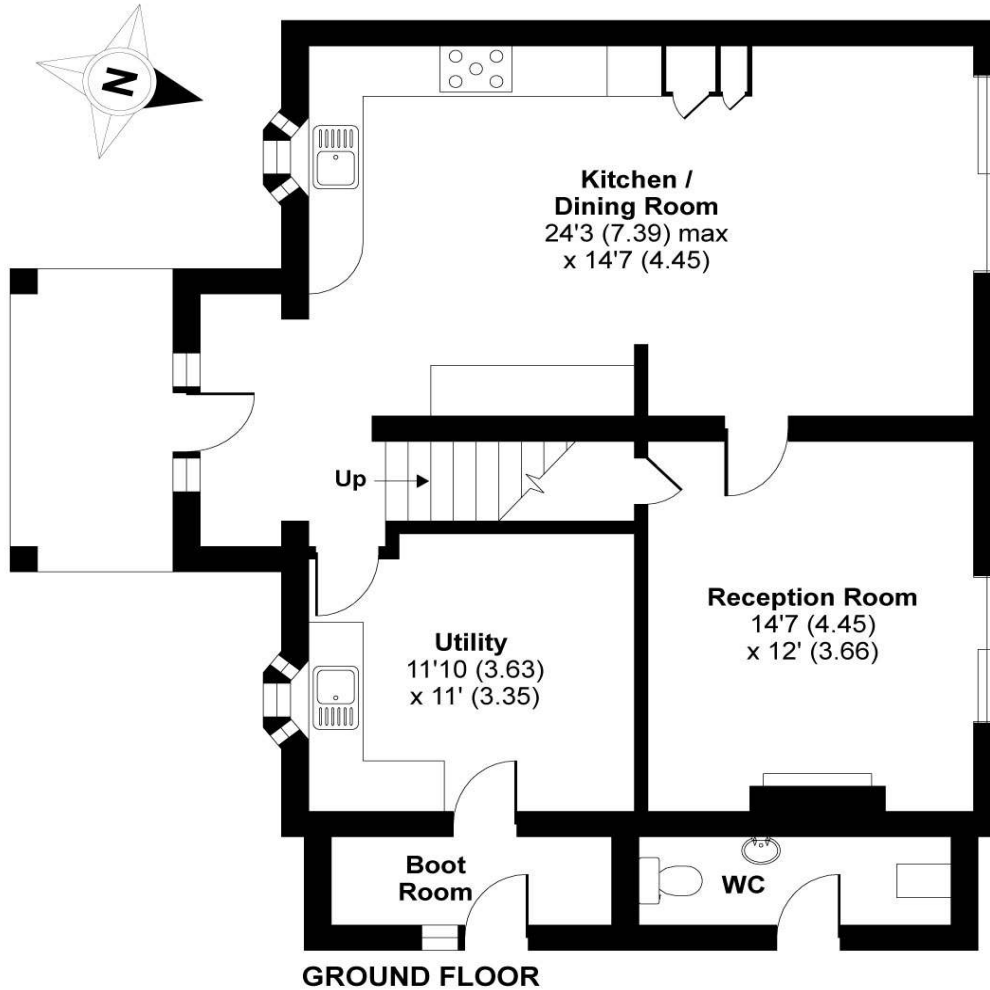 N
Kitchen /
Dining Room
24'3 (7.39) max
x 14'7 (4.45)
Up
Reception Room
14'7 (4.45)
x 12' (3.66)
Utility
11'10 (3.63)
x 11' (3.35)
Boot
Room
WC
GROUND FLOOR